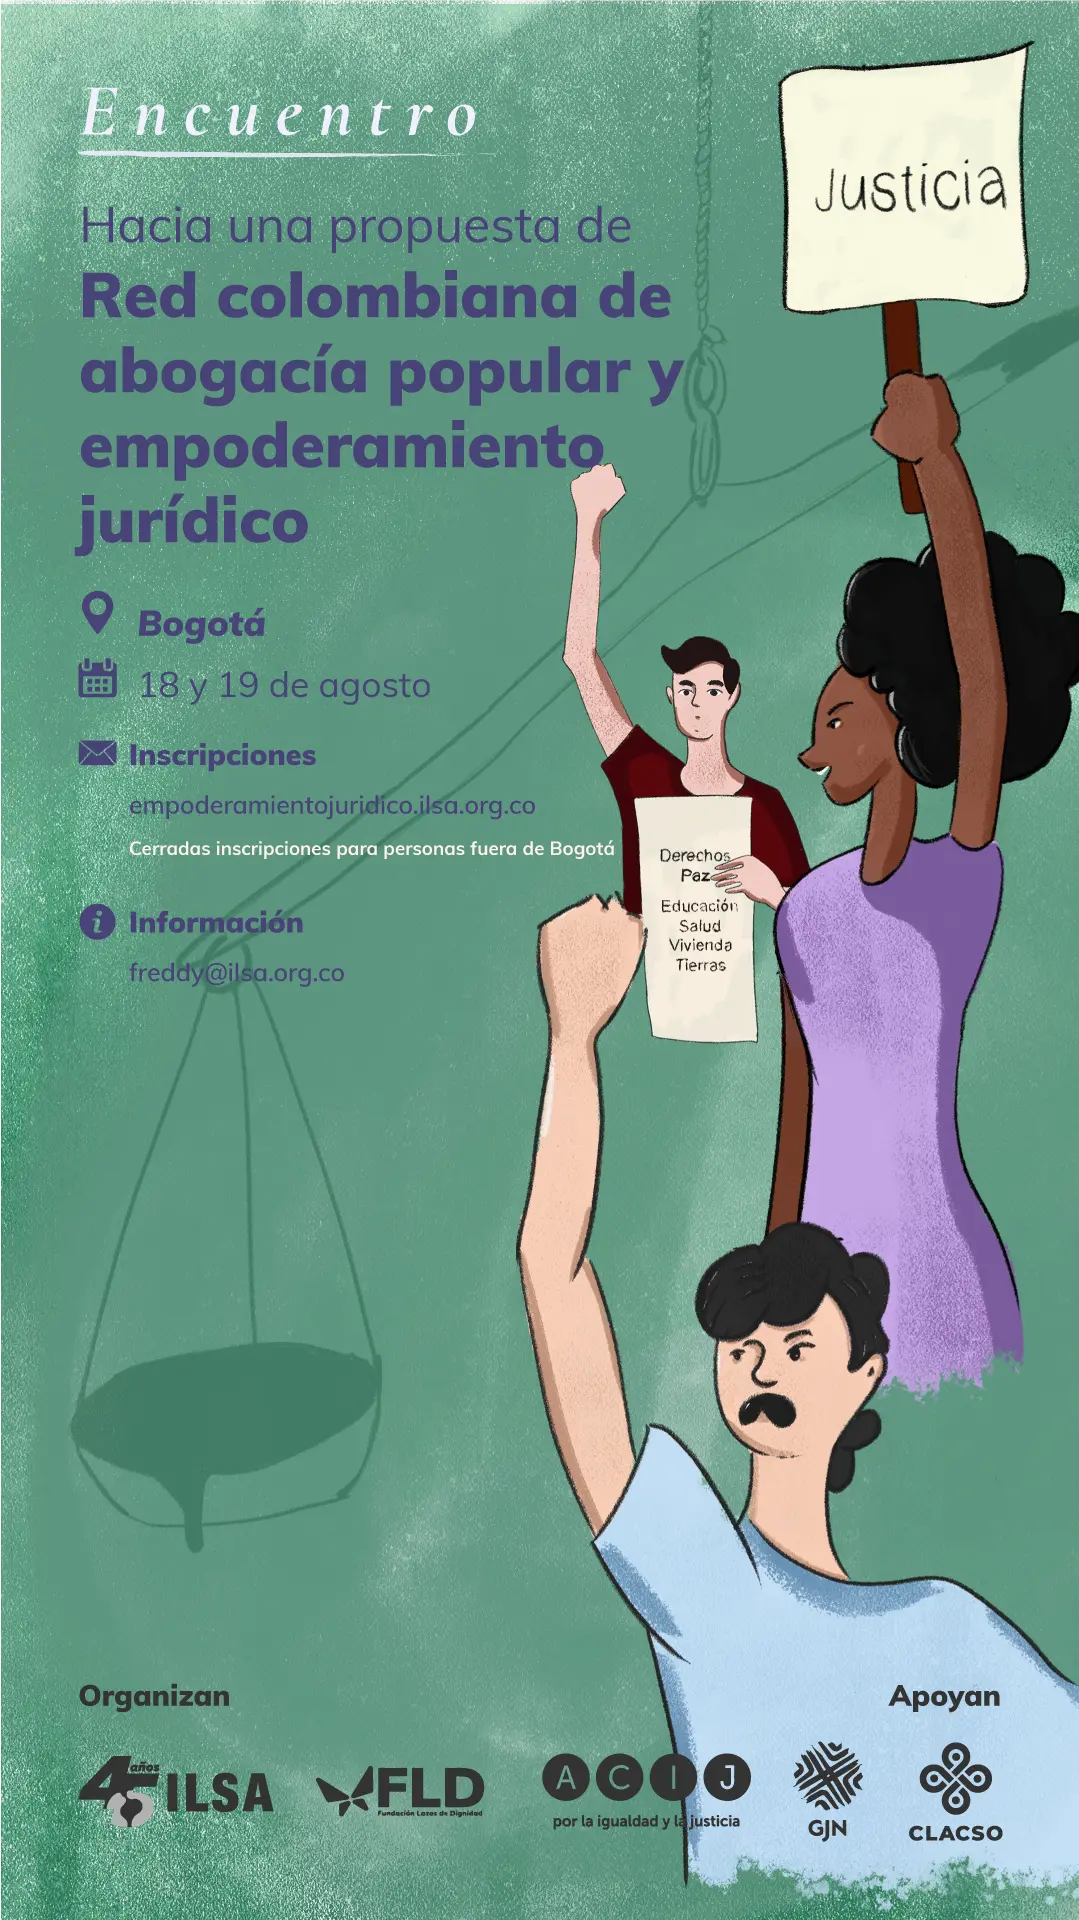 Encuentro
Hacia una propuesta de
Red colombiana de
abogacía popular y
empoderamiento
jurídico
Bogotá
18 y 19 de agosto
Inscripciones
empoderamientojuridico.ilsa.org.co
Cerradas inscripciones para personas fuera de Bogotá
Información
freddy@ilsa.org.co
Justicia
Derechos
Paz
Educación
Salud
Vivienda
Tierras
Organizan
Apoyan
45 años ILSA
FLD
Fundación Lazos de Dignidad
ACIJ
por la igualdad y la justicia
GJN
CLACSO